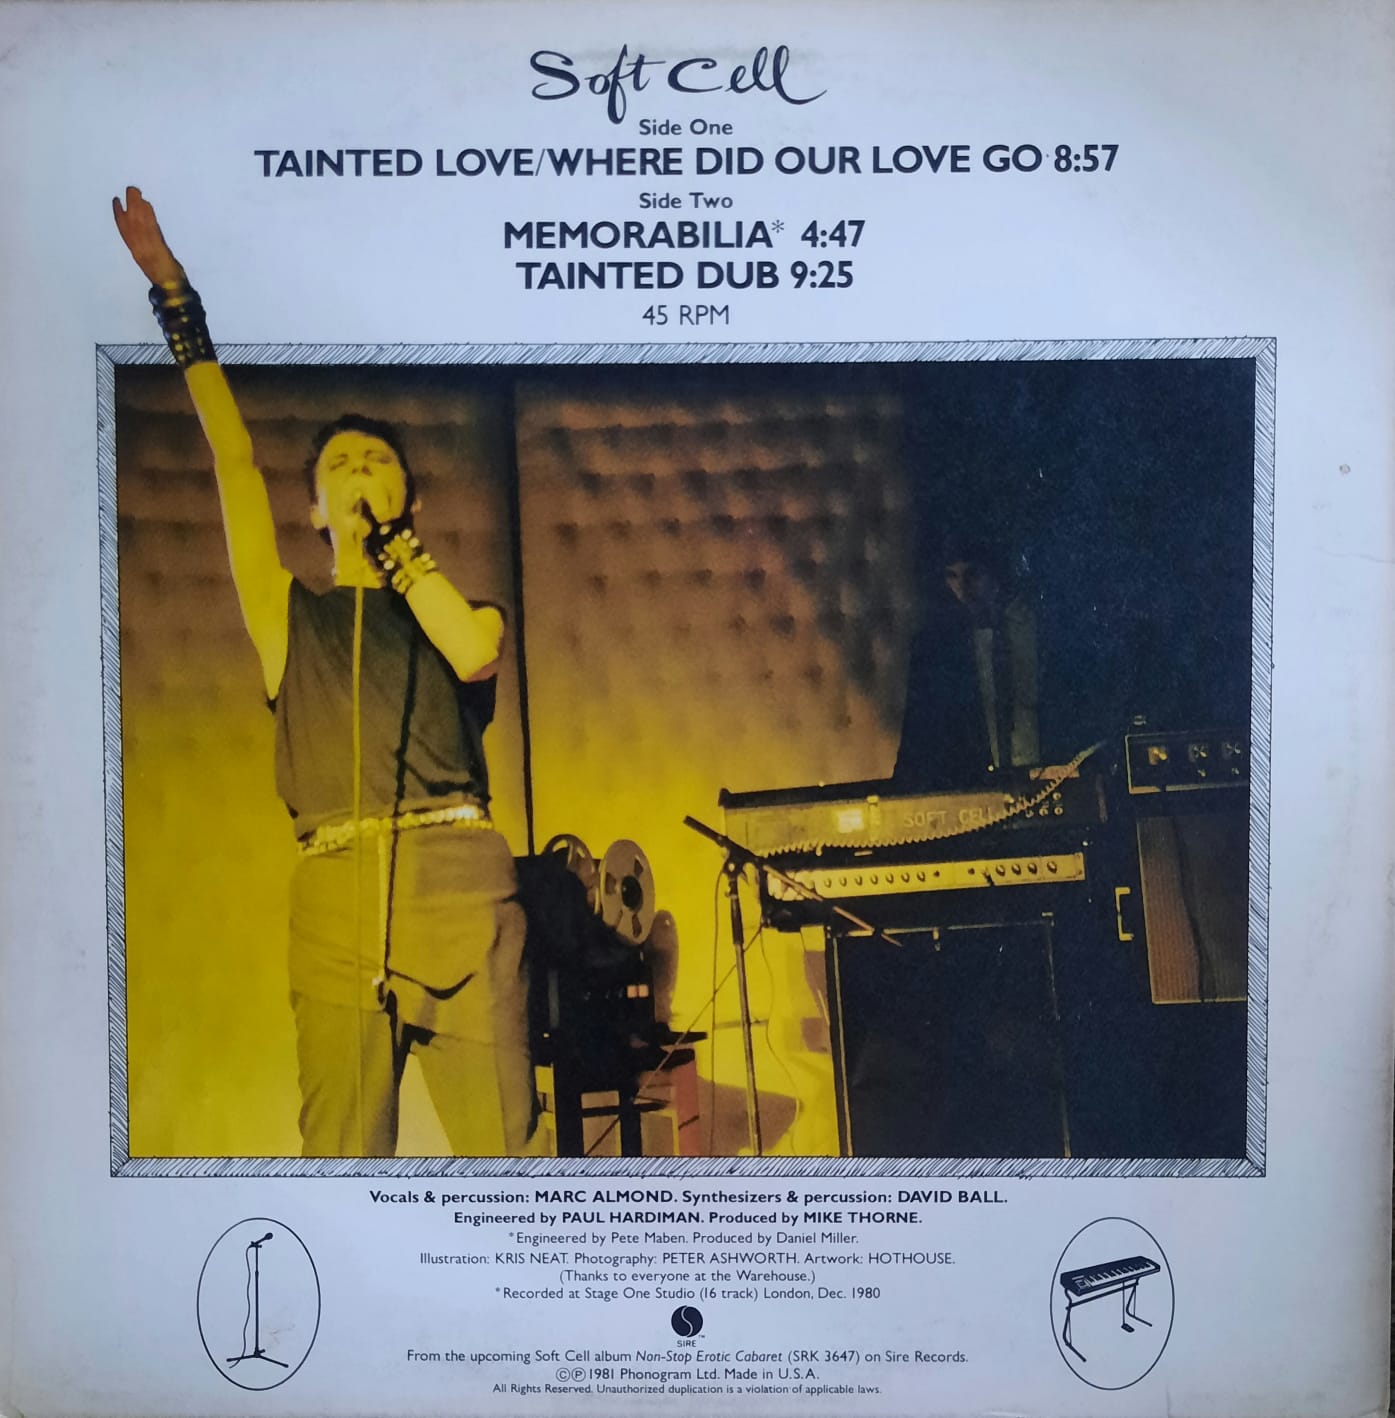 Soft Cell
Side One
TAINTED LOVE/WHERE DID OUR LOVE GO 8:57
Side Two
MEMORABILIA* 4:47
TAINTED DUB 9:25
45 RPM
SOFT CELL
Vocals & percussion: MARC ALMOND. Synthesizers & percussion: DAVID BALL.
Engineered by PAUL HARDIMAN. Produced by MIKE THORNE.
*Engineered by Pete Maben. Produced by Daniel Miller.
Illustration: KRIS NEAT. Photography: PETER ASHWORTH. Artwork: HOTHOUSE.
(Thanks to everyone at the Warehouse.)
*Recorded at Stage One Studio (16 track) London, Dec. 1980
SIRE™
From the upcoming Soft Cell album Non-Stop Erotic Cabaret (SRK 3647) on Sire Records.
©℗1981 Phonogram Ltd. Made in U.S.A.
All Rights Reserved. Unauthorized duplication is a violation of applicable laws.